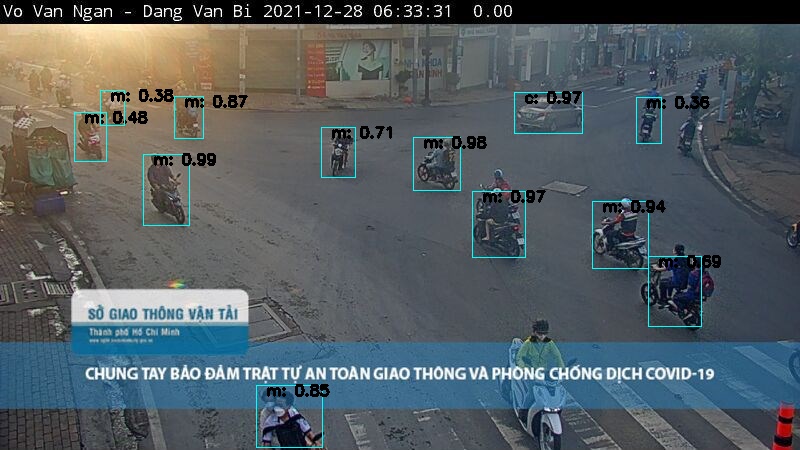 Vo Van Ngan - Dang Van Bi 2021-12-28 06:33:31 0.00
m: 0.38
m: 0.87
c: 0.97
m: 0.36
m: 0.48
m: 0.71
m: 0.98
m: 0.99
m: 0.97
m: 0.94
m: 0.69
SỞ GIAO THÔNG VẬN TẢI
Thành phố Hồ Chí Minh
CHUNG TAY BẢO ĐẢM TRẬT TỰ AN TOÀN GIAO THÔNG VÀ PHÒNG CHỐNG DỊCH COVID-19
m: 0.85